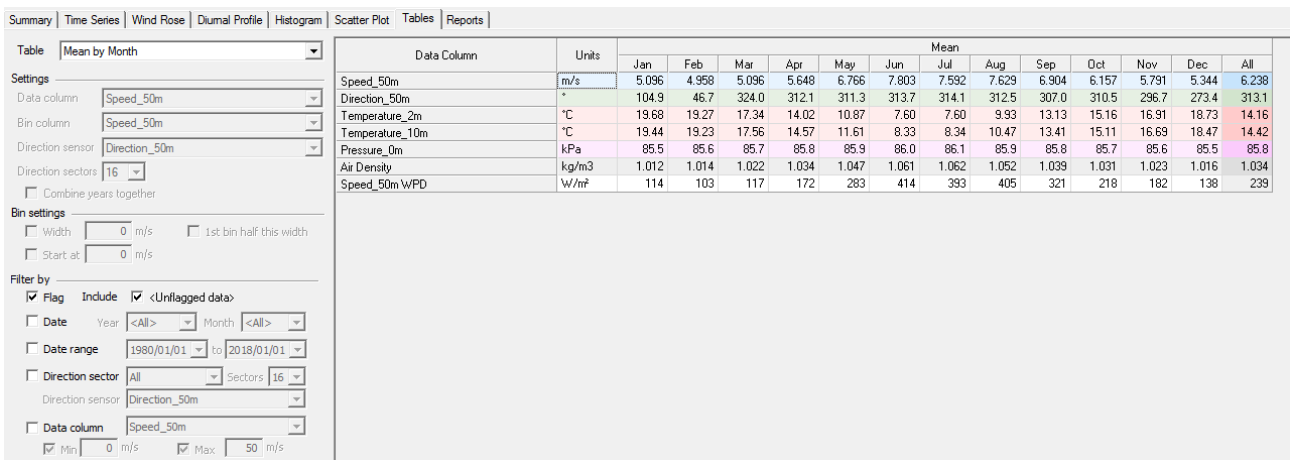 Summary Time Series Wind Rose Diurnal Profile Histogram Scatter Plot Tables Reports
Table Mean by Month
Settings
Data column Speed_50m
Bin column Speed_50m
Direction sensor Direction_50m
Direction sectors 16
Combine years together
Bin settings
Width 0 m/s 1st bin half this width
Start at 0 m/s
Filter by
Flag Include <Unflagged data>
Date Year <All> Month <All>
Date range 1980/01/01 to 2018/01/01
Direction sector All Sectors 16
Direction sensor Direction_50m
Data column Speed_50m
Min 0 m/s Max 50 m/s
Data Column Units Mean
Jan Feb Mar Apr May Jun Jul Aug Sep Oct Nov Dec All
Speed_50m m/s 5.096 4.958 5.096 5.648 6.766 7.803 7.592 7.629 6.904 6.157 5.791 5.344 6.238
Direction_50m ° 104.9 46.7 324.0 312.1 311.3 313.7 314.1 312.5 307.0 310.5 296.7 273.4 313.1
Temperature_2m °C 19.68 19.27 17.34 14.02 10.87 7.60 7.60 9.93 13.13 15.16 16.91 18.73 14.16
Temperature_10m °C 19.44 19.23 17.56 14.57 11.61 8.33 8.34 10.47 13.41 15.11 16.69 18.47 14.42
Pressure_0m kPa 85.5 85.6 85.7 85.8 85.9 86.0 86.1 85.9 85.8 85.7 85.6 85.5 85.8
Air Density kg/m3 1.012 1.014 1.022 1.034 1.047 1.061 1.062 1.052 1.039 1.031 1.023 1.016 1.034
Speed_50m WPD W/m² 114 103 117 172 283 414 393 405 321 218 182 138 239